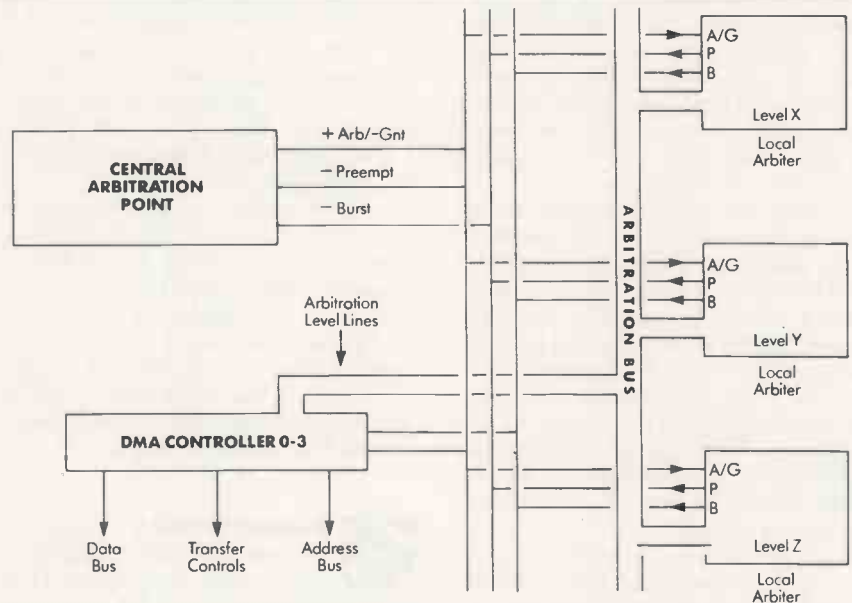 A/G
P
B
Level X
Local
Arbiter
+ Arb/-Gnt
CENTRAL
ARBITRATION
POINT
- Preempt
- Burst
ARBITRATION BUS
A/G
P
B
Level Y
Local
Arbiter
Arbitration
Level Lines
DMA CONTROLLER 0-3
A/G
P
B
Level Z
Local
Arbiter
Data
Bus
Transfer
Controls
Address
Bus